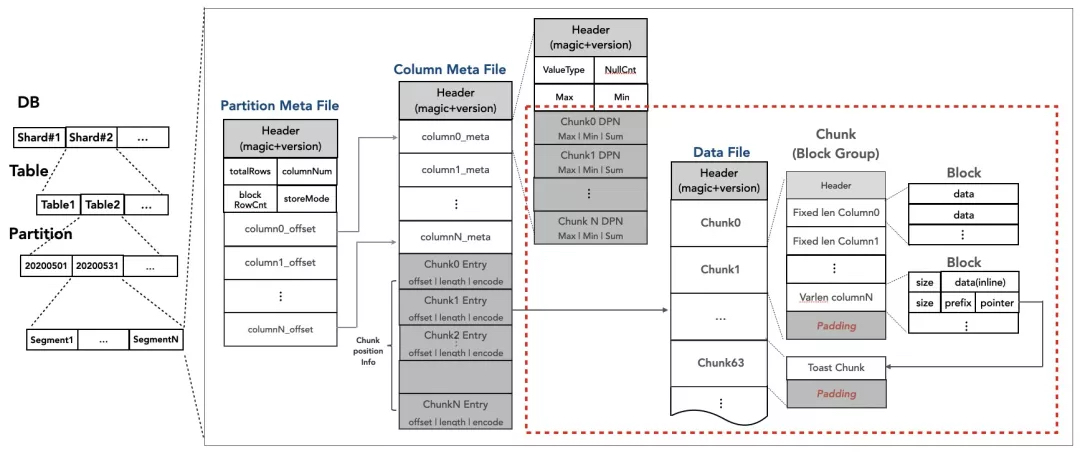 DB
Shard#1 Shard#2 ...
Table
Table1 Table2 ...
Partition
20200501 20200531 ...
Segment1 ... SegmentN
Partition Meta File
Header
(magic+version)
totalRows columnNum
block
RowCnt
storeMode
column0_offset
column1_offset
⋮
columnN_offset
Column Meta File
Header
(magic+version)
column0_meta
column1_meta
⋮
columnN_meta
Chunk0 Entry
offset | length | encode
Chunk1 Entry
offset | length | encode
Chunk2 Entry
⋮
offset | length | encode
ChunkN Entry
offset | length | encode
Chunk
position
Info
Header
(magic+version)
ValueType NullCnt
Max Min
Chunk0 DPN
Max | Min | Sum
Chunk1 DPN
Max | Min | Sum
⋮
Chunk N DPN
Max | Min | Sum
Data File
Header
(magic+version)
Chunk0
Chunk1
...
Chunk63
⋮
Chunk
(Block Group)
Header
Fixed len Column0
Fixed len Column1
⋮
Varlen columnN
Padding
Toast Chunk
Padding
Block
data
data
⋮
Block
size data(inline)
size prefix pointer
⋮